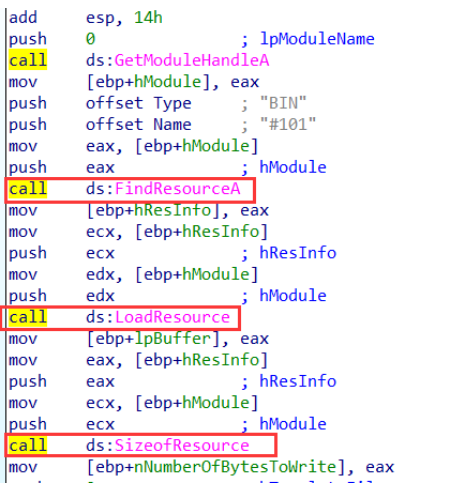 add esp, 14h
push 0 ; lpModuleName
call ds:GetModuleHandleA
mov [ebp+hModule], eax
push offset Type ; "BIN"
push offset Name ; "#101"
mov eax, [ebp+hModule]
push eax ; hModule
call ds:FindResourceA
mov [ebp+hResInfo], eax
mov ecx, [ebp+hResInfo]
push ecx ; hResInfo
mov edx, [ebp+hModule]
push edx ; hModule
call ds:LoadResource
mov [ebp+lpBuffer], eax
mov eax, [ebp+hResInfo]
push eax ; hResInfo
mov ecx, [ebp+hModule]
push ecx ; hModule
call ds:SizeofResource
mov [ebp+nNumberOfBytesToWrite], eax